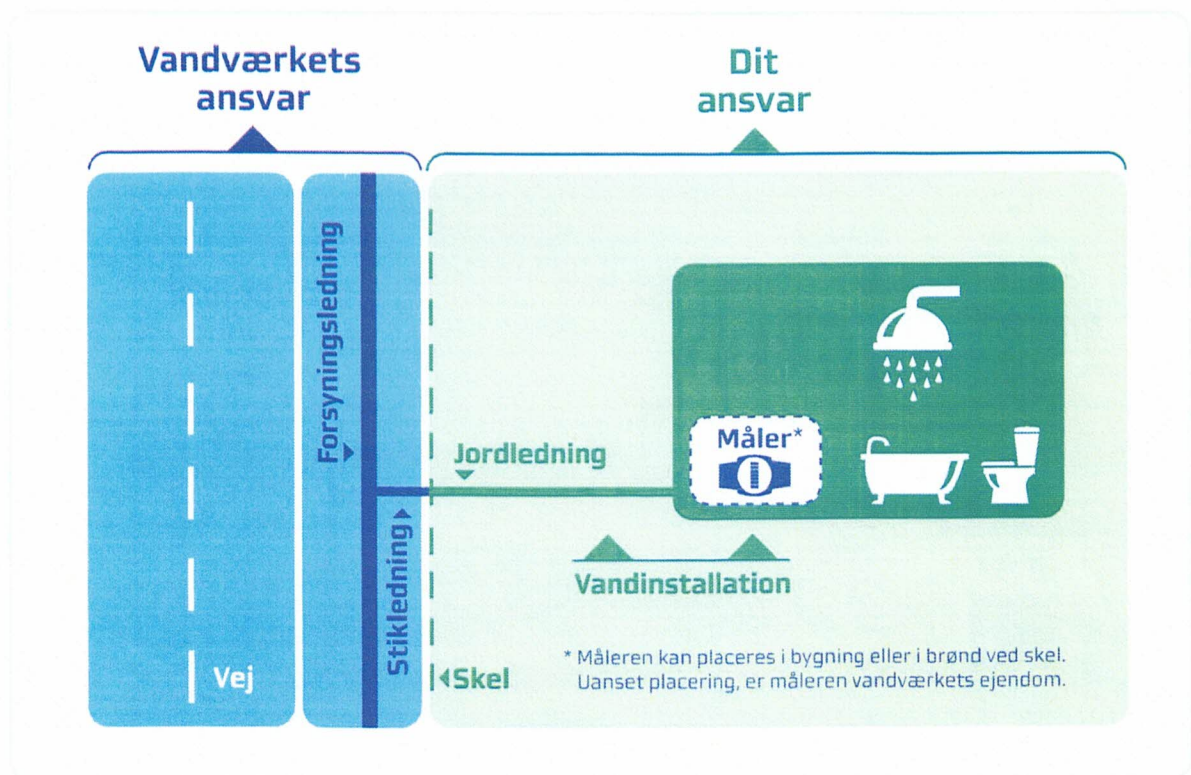 Vandværkets
ansvar
Dit
ansvar
Forsyningsledning
Jordledning
Måler*
Stikledning
Vandinstallation
Vej
Skel
* Måleren kan placeres i bygning eller i brønd ved skel.
Uanset placering, er måleren vandværkets ejendom.